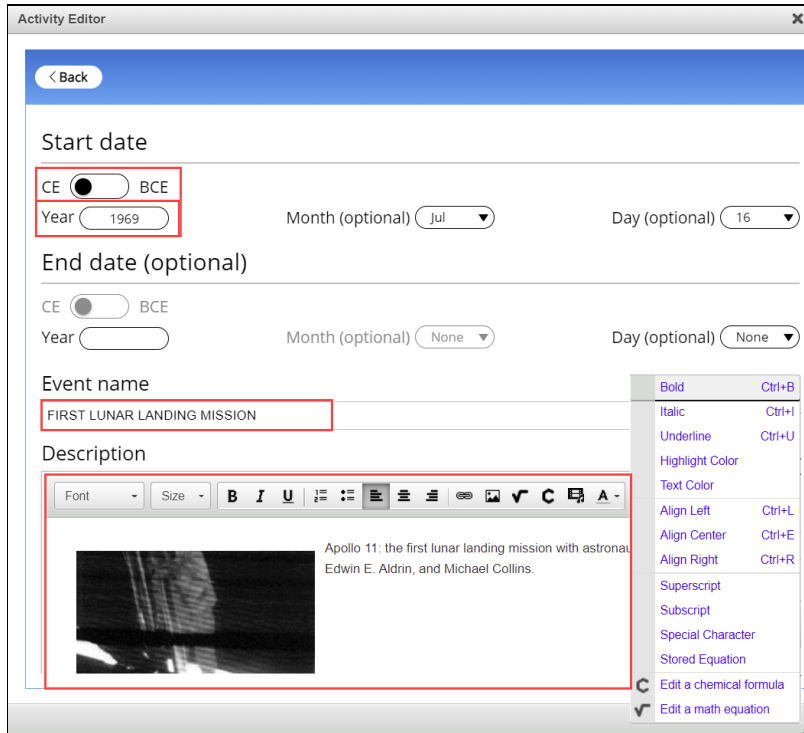 Activity Editor
Back
Start date
CE BCE
Year 1969 Month (optional) Jul Day (optional) 16
End date (optional)
CE BCE
Year Month (optional) None Day (optional) None
Event name
FIRST LUNAR LANDING MISSION
Description
Font Size B I U A
Apollo 11: the first lunar landing mission with astronau
Edwin E. Aldrin, and Michael Collins.
Bold Ctrl+B
Italic Ctrl+I
Underline Ctrl+U
Highlight Color
Text Color
Align Left Ctrl+L
Align Center Ctrl+E
Align Right Ctrl+R
Superscript
Subscript
Special Character
Stored Equation
Edit a chemical formula
Edit a math equation